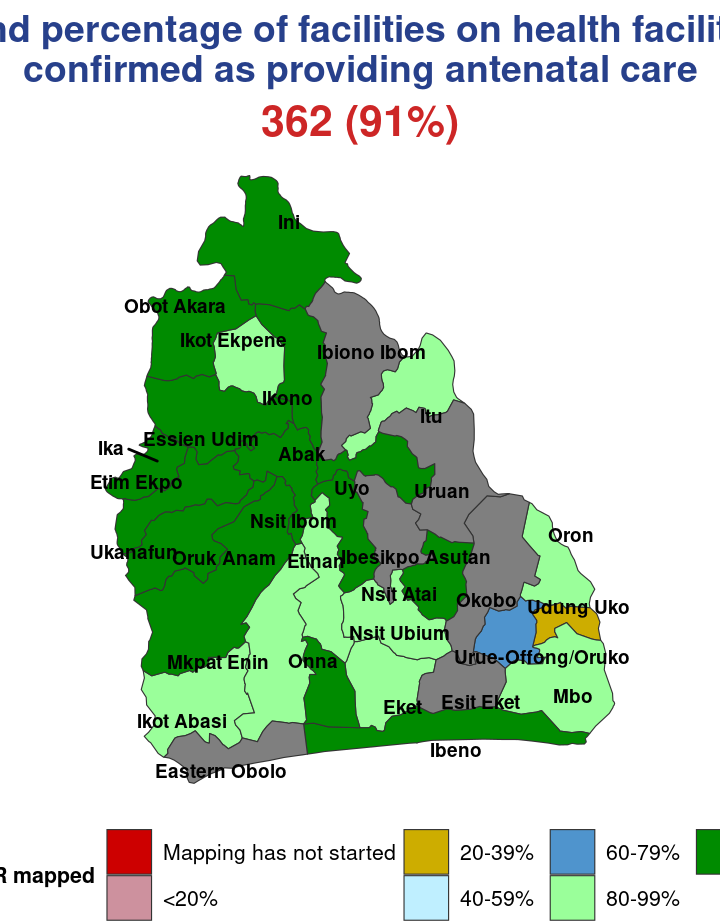 nd percentage of facilities on health facilit
confirmed as providing antenatal care
362 (91%)
Ini
Obot Akara
Ikot Ekpene
Ibiono Ibom
Ikono
Itu
Essien Udim
Ika
Abak
Etim Ekpo
Uyo
Uruan
Nsit Ibom
Oron
Ukanafun
Oruk Anam
Etinan
Ibesikpo
Asutan
Nsit Atai
Okobo
Udung Uko
Nsit Ubium
Mkpat Enin
Onna
Urue-Offong/Oruko
Mbo
Esit Eket
Eket
Ikot Abasi
Ibeno
Eastern Obolo
R mapped
Mapping has not started
20-39%
60-79%
<20%
40-59%
80-99%